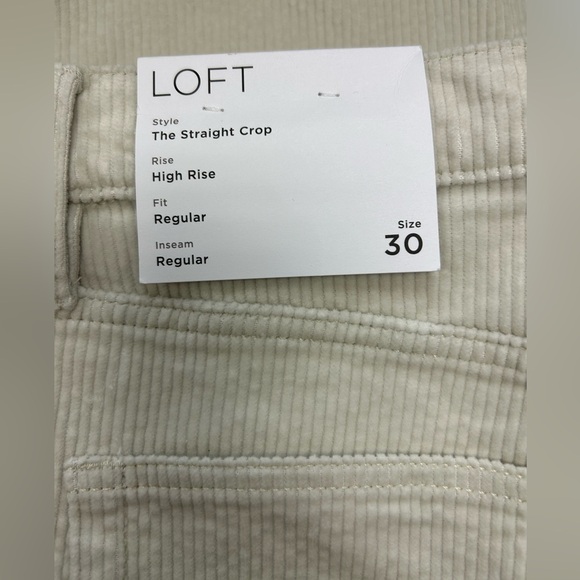 LOFT
Style
The Straight Crop
Rise
High Rise
Fit
Regular
Inseam
Regular
Size
30